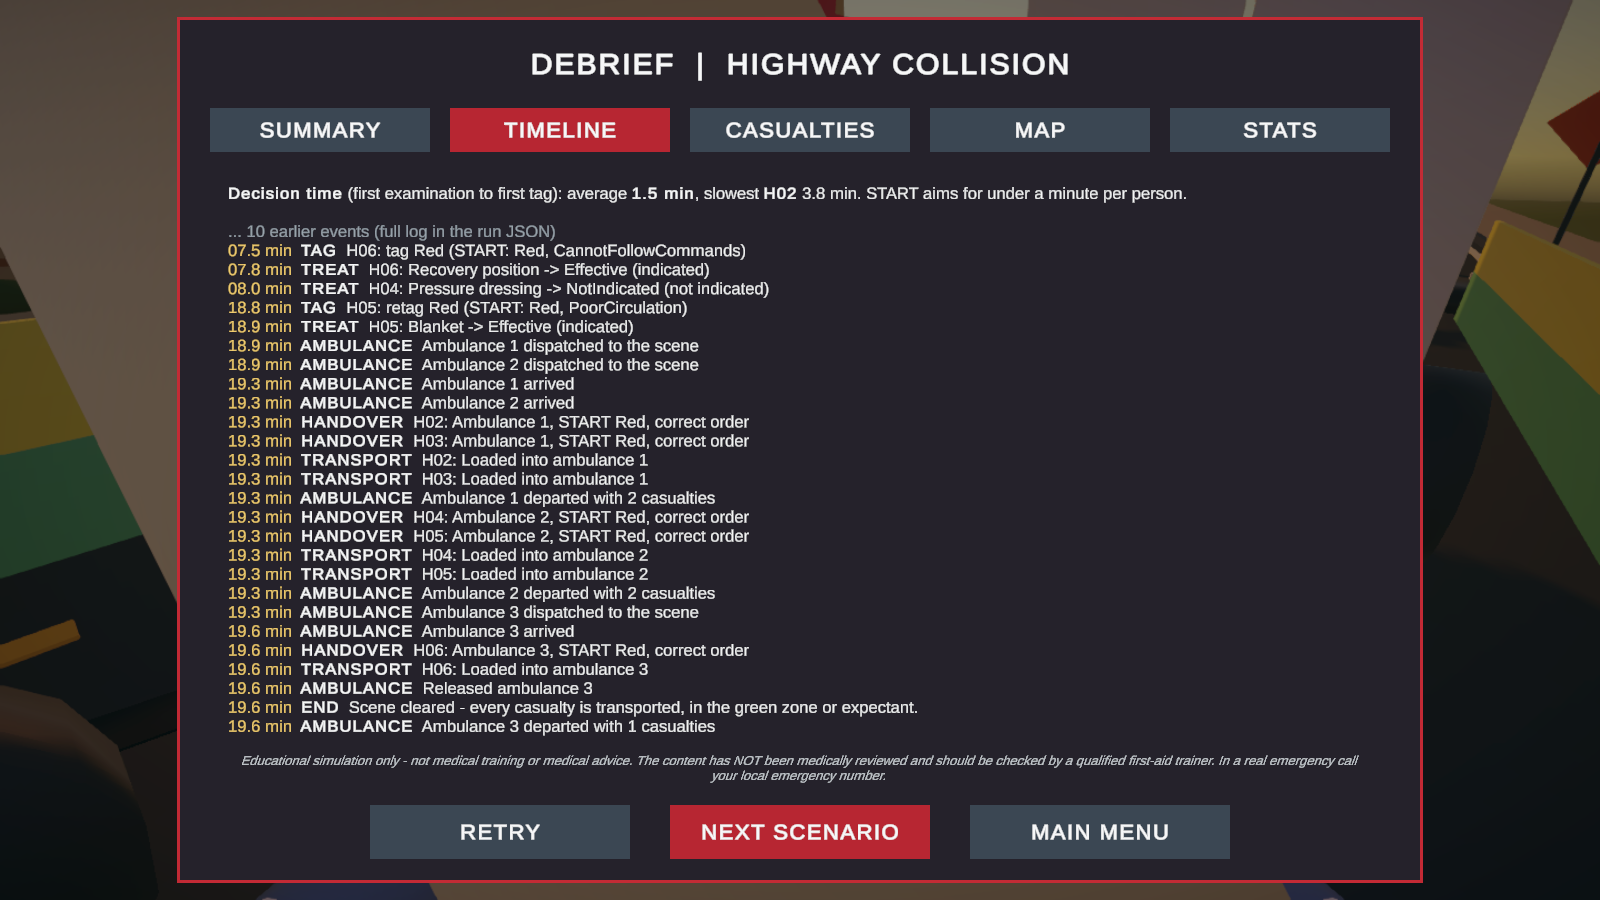 DEBRIEF | HIGHWAY COLLISION
SUMMARY
TIMELINE
CASUALTIES
MAP
STATS
Decision time (first examination to first tag): average 1.5 min, slowest H02 3.8 min. START aims for under a minute per person.
... 10 earlier events (full log in the run JSON)
07.5 min TAG H06: tag Red (START: Red, CannotFollowCommands)
07.8 min TREAT H06: Recovery position -> Effective (indicated)
08.0 min TREAT H04: Pressure dressing -> NotIndicated (not indicated)
18.8 min TAG H05: retag Red (START: Red, PoorCirculation)
18.9 min TREAT H05: Blanket -> Effective (indicated)
18.9 min AMBULANCE Ambulance 1 dispatched to the scene
18.9 min AMBULANCE Ambulance 2 dispatched to the scene
19.3 min AMBULANCE Ambulance 1 arrived
19.3 min AMBULANCE Ambulance 2 arrived
19.3 min HANDOVER H02: Ambulance 1, START Red, correct order
19.3 min HANDOVER H03: Ambulance 1, START Red, correct order
19.3 min TRANSPORT H02: Loaded into ambulance 1
19.3 min TRANSPORT H03: Loaded into ambulance 1
19.3 min AMBULANCE Ambulance 1 departed with 2 casualties
19.3 min HANDOVER H04: Ambulance 2, START Red, correct order
19.3 min HANDOVER H05: Ambulance 2, START Red, correct order
19.3 min TRANSPORT H04: Loaded into ambulance 2
19.3 min TRANSPORT H05: Loaded into ambulance 2
19.3 min AMBULANCE Ambulance 2 departed with 2 casualties
19.3 min AMBULANCE Ambulance 3 dispatched to the scene
19.6 min AMBULANCE Ambulance 3 arrived
19.6 min HANDOVER H06: Ambulance 3, START Red, correct order
19.6 min TRANSPORT H06: Loaded into ambulance 3
19.6 min AMBULANCE Released ambulance 3
19.6 min END Scene cleared - every casualty is transported, in the green zone or expectant.
19.6 min AMBULANCE Ambulance 3 departed with 1 casualties
Educational simulation only - not medical training or medical advice. The content has NOT been medically reviewed and should be checked by a qualified first-aid trainer. In a real emergency call
your local emergency number.
RETRY
NEXT SCENARIO
MAIN MENU